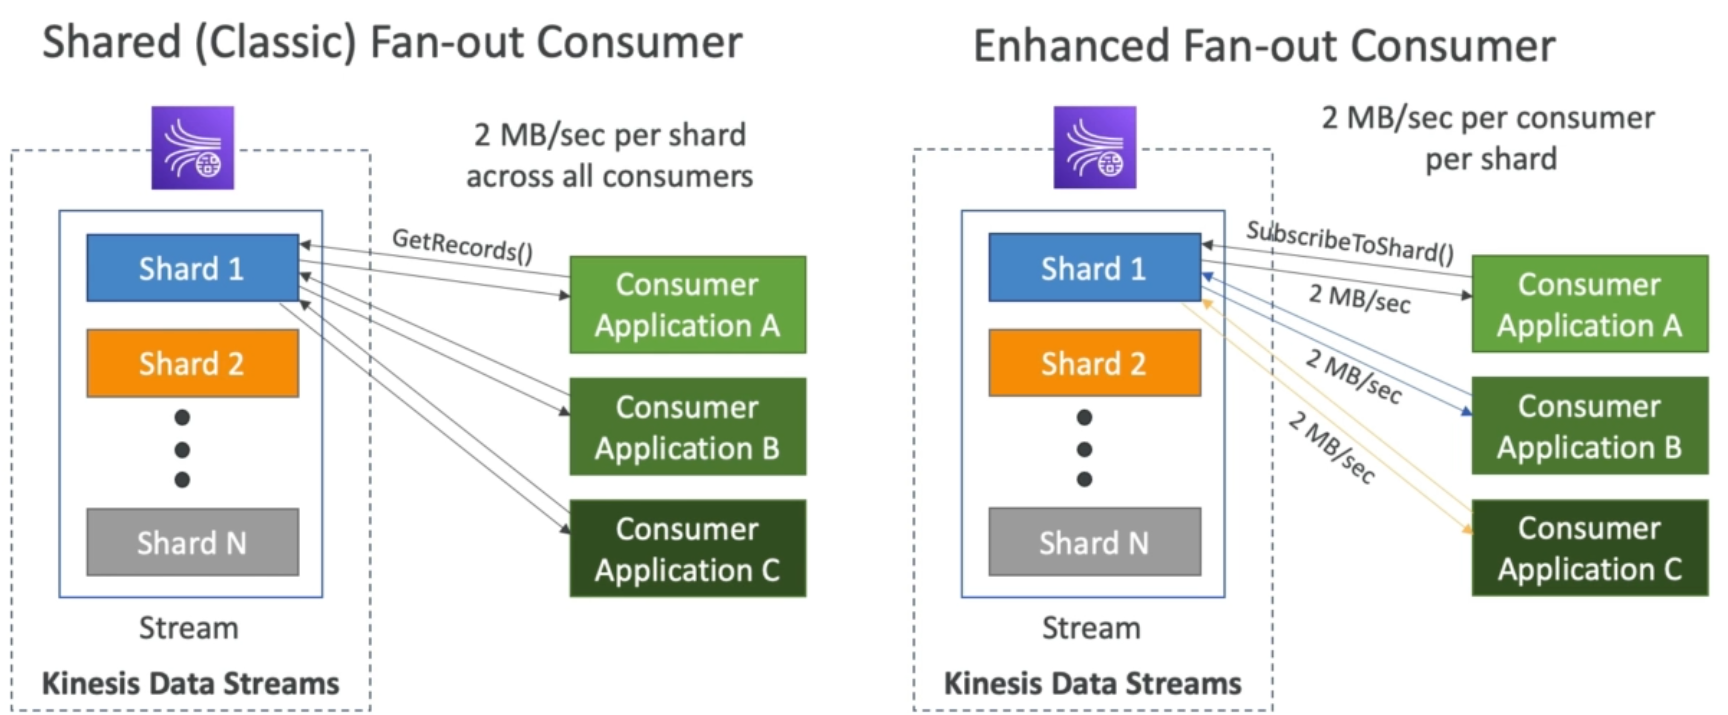 Shared (Classic) Fan-out Consumer
2 MB/sec per shard
across all consumers
GetRecords()
Shard 1
Shard 2
Shard N
Stream
Kinesis Data Streams
Consumer
Application A
Consumer
Application B
Consumer
Application C
Enhanced Fan-out Consumer
2 MB/sec per consumer
per shard
SubscribeToShard()
2 MB/sec
2 MB/sec
2 MB/sec
Shard 1
Shard 2
Shard N
Stream
Kinesis Data Streams
Consumer
Application A
Consumer
Application B
Consumer
Application C